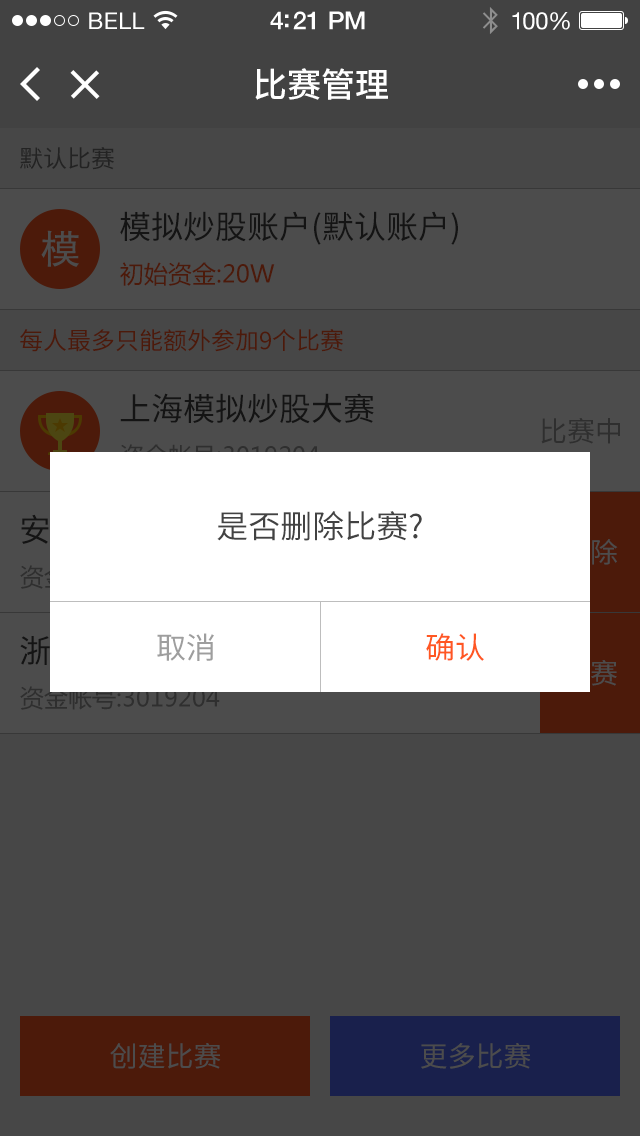 BELL 4:21 PM 100%
比赛管理
默认比赛
模
模拟炒股账户(默认账户)
初始资金:20W
每人最多只能额外参加9个比赛
上海模拟炒股大赛
比赛中
资金帐号:3019204
是否删除比赛?
取消
确认
安
除
资
浙
赛
资金帐号:3019204
创建比赛
更多比赛